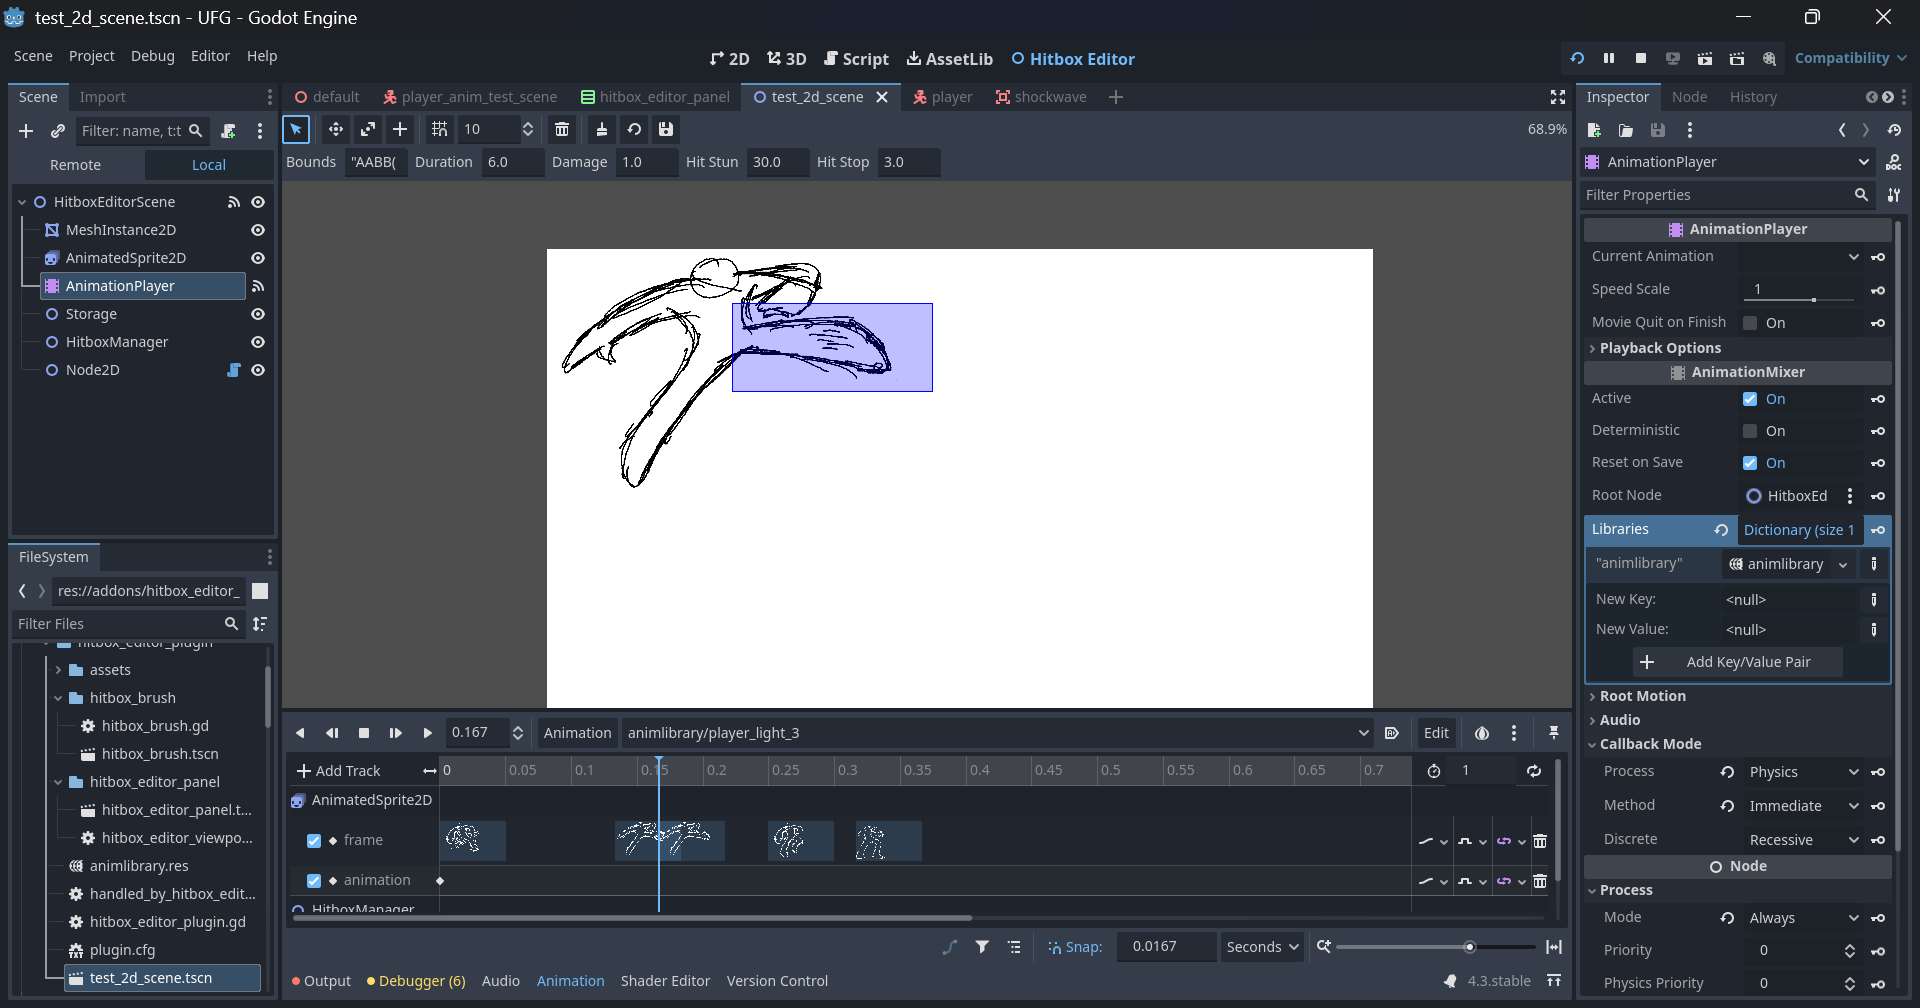 test_2d_scene.tscn - UFG - Godot Engine
Scene Project Debug Editor Help
2D 3D Script AssetLib Hitbox Editor
Compatibility
Scene Import
Filter: name, t:t
Remote Local
HitboxEditorScene
MeshInstance2D
AnimatedSprite2D
AnimationPlayer
Storage
HitboxManager
Node2D
FileSystem
res://addons/hitbox_editor_
Filter Files
hitbox_editor_plugin
assets
hitbox_brush
hitbox_brush.gd
hitbox_brush.tscn
hitbox_editor_panel
hitbox_editor_panel.t...
hitbox_editor_viewpo...
animlibrary.res
handled_by_hitbox_edit...
hitbox_editor_plugin.gd
plugin.cfg
test_2d_scene.tscn
default player_anim_test_scene hitbox_editor_panel test_2d_scene player shockwave
10
68.9%
Bounds "AABB( Duration 6.0 Damage 1.0 Hit Stun 30.0 Hit Stop 3.0
0.167 Animation animlibrary/player_light_3 Edit
Add Track 0 0.05 0.1 0.15 0.2 0.25 0.3 0.35 0.4 0.45 0.5 0.55 0.6 0.65 0.7 1
AnimatedSprite2D
frame
animation
HitboxManager
Snap: 0.0167 Seconds
Output Debugger (6) Audio Animation Shader Editor Version Control 4.3.stable
Inspector Node History
AnimationPlayer
Filter Properties
AnimationPlayer
Current Animation
Speed Scale 1
Movie Quit on Finish On
Playback Options
AnimationMixer
Active On
Deterministic On
Reset on Save On
Root Node HitboxEd
Libraries Dictionary (size 1
"animlibrary" animlibrary
New Key: <null>
New Value: <null>
Add Key/Value Pair
Root Motion
Audio
Callback Mode
Process Physics
Method Immediate
Discrete Recessive
Node
Process
Mode Always
Priority 0
Physics Priority 0